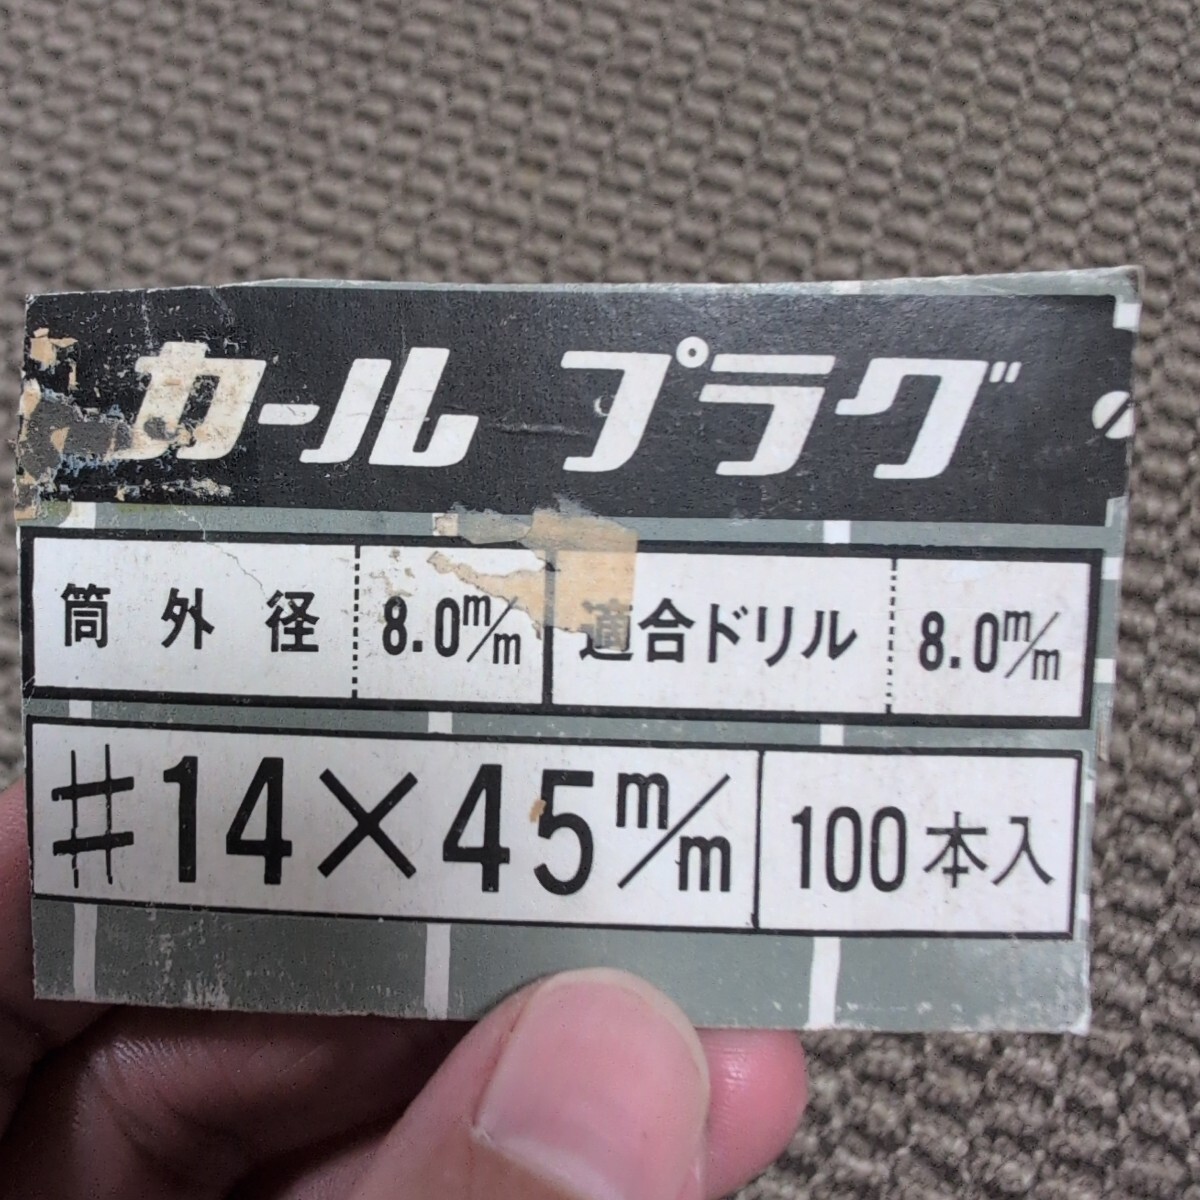 カール プラグ
筒外径 8.0m/m 適合ドリル 8.0m/m
#14×45m/m 100本入